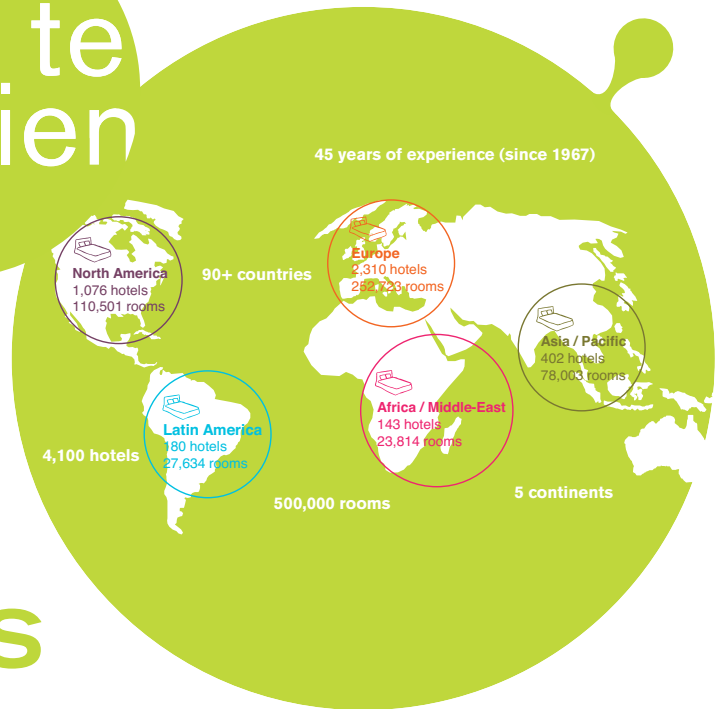 te
ien
45 years of experience (since 1967)
North America
1,076 hotels
110,501 rooms
90+ countries
Europe
2,310 hotels
252,723 rooms
Asia / Pacific
402 hotels
78,003 rooms
Latin America
180 hotels
27,634 rooms
Africa / Middle-East
143 hotels
23,814 rooms
4,100 hotels
500,000 rooms
5 continents
s